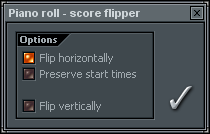 Piano roll - score flipper
Options
Flip horizontally
Preserve start times
Flip vertically